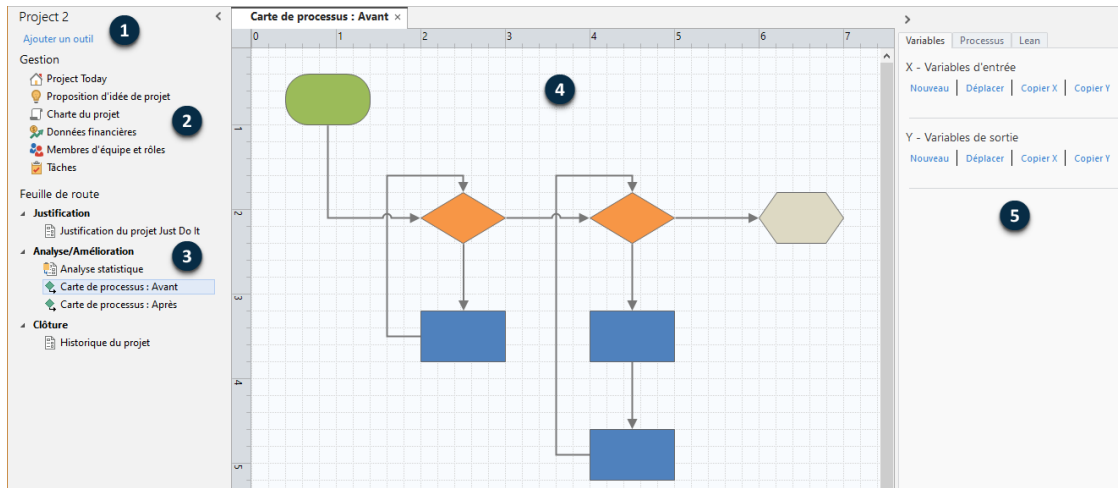 Project 2
Ajouter un outil
1
Gestion
Project Today
Proposition d'idée de projet
Charte du projet
Données financières
2
Membres d'équipe et rôles
Tâches
Feuille de route
Justification
Justification du projet Just Do It
Analyse/Amélioration
3
Analyse statistique
Carte de processus : Avant
Carte de processus : Après
Clôture
Historique du projet
Carte de processus : Avant ×
0 1 2 3 4 5 6 7
1
2
3
4
5
4
Variables Processus Lean
X - Variables d'entrée
Nouveau Déplacer Copier X Copier Y
Y - Variables de sortie
Nouveau Déplacer Copier X Copier Y
5